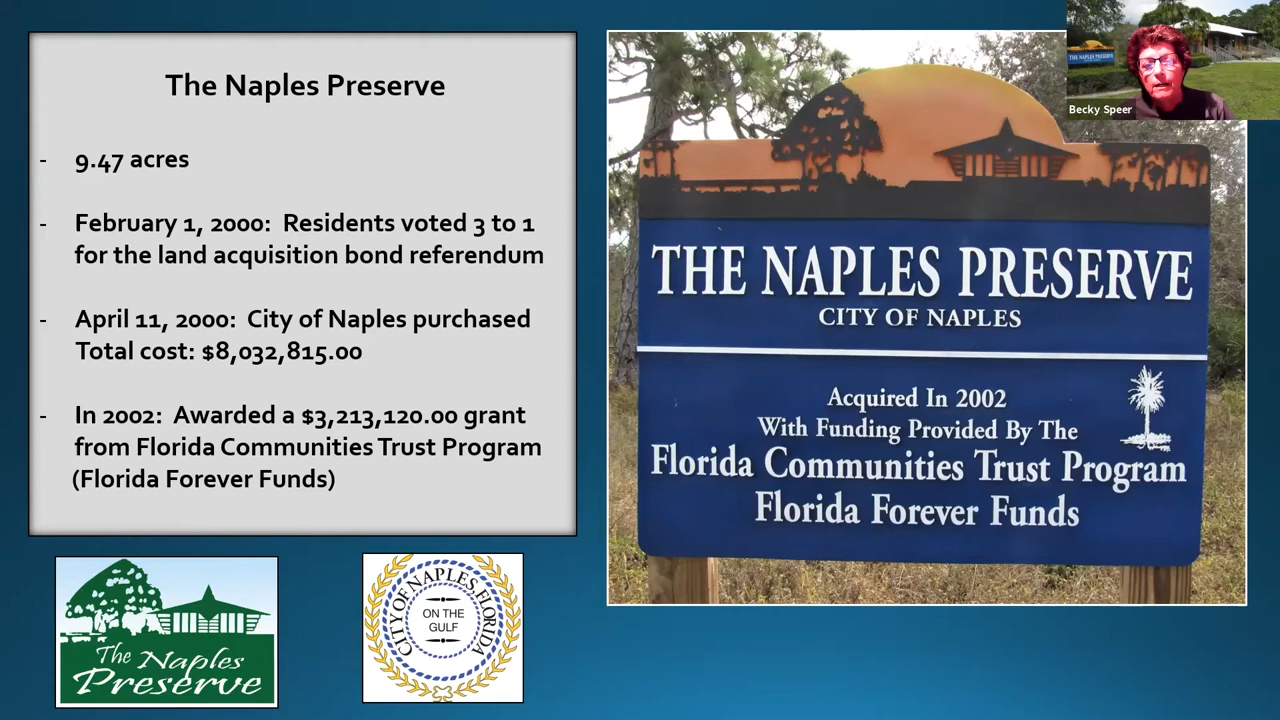 The Naples Preserve
- 9.47 acres
- February 1, 2000: Residents voted 3 to 1
for the land acquisition bond referendum
- April 11, 2000: City of Naples purchased
Total cost: $8,032,815.00
- In 2002: Awarded a $3,213,120.00 grant
from Florida Communities Trust Program
(Florida Forever Funds)
The Naples
Preserve
CITY OF NAPLES, FLORIDA
ON THE
GULF
THE NAPLES PRESERVE
CITY OF NAPLES
Acquired In 2002
With Funding Provided By The
Florida Communities Trust Program
Florida Forever Funds
THE NAPLES PRESERVE
Becky Speer